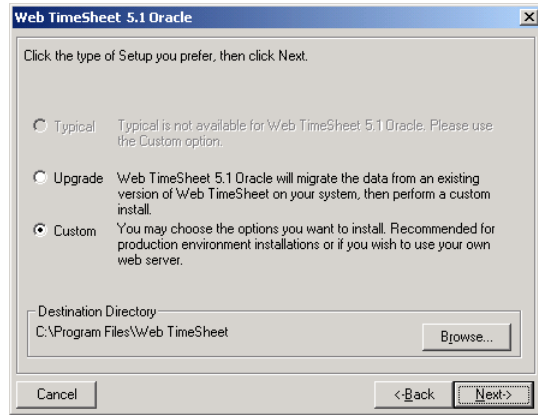 Web TimeSheet 5.1 Oracle
Click the type of Setup you prefer, then click Next.
Typical
Typical is not available for Web TimeSheet 5.1 Oracle. Please use
the Custom option.
Upgrade
Web TimeSheet 5.1 Oracle will migrate the data from an existing
version of Web TimeSheet on your system, then perform a custom
install.
Custom
You may choose the options you want to install. Recommended for
production environment installations or if you wish to use your own
web server.
Destination Directory
C:\Program Files\Web TimeSheet
Browse...
Cancel
<-Back
Next->